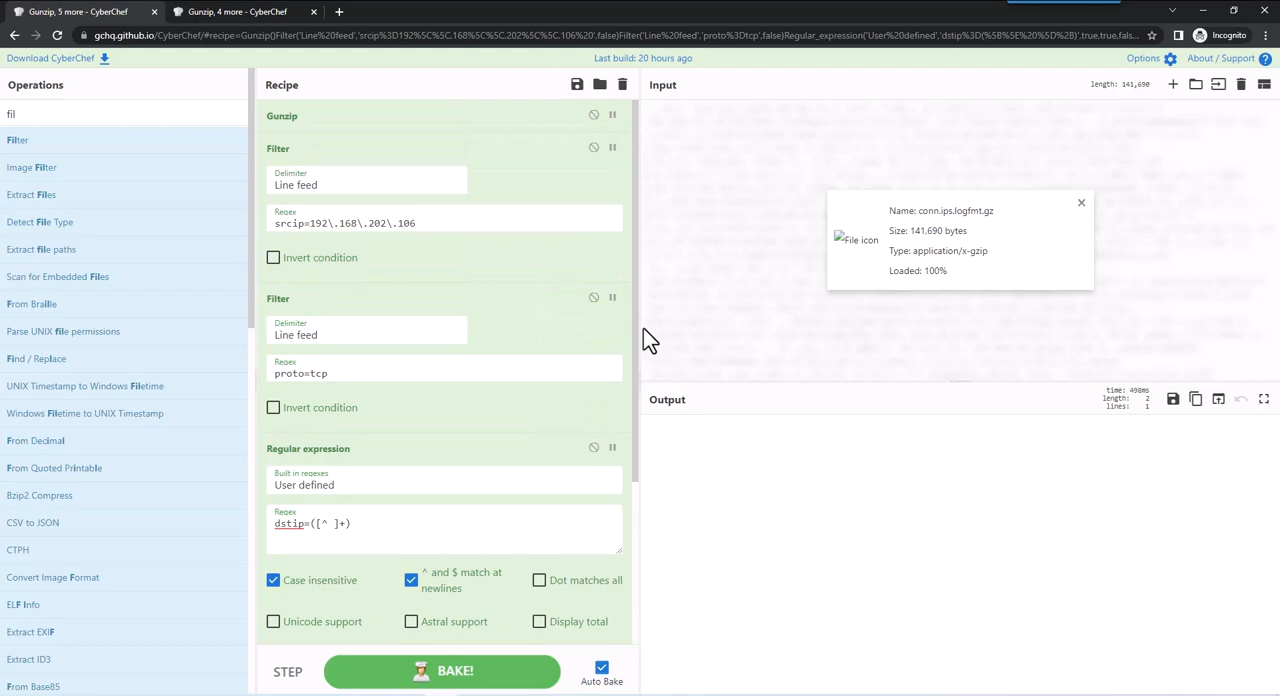 Gunzip, 5 more - CyberChef
Gunzip, 4 more - CyberChef
gchq.github.io/CyberChef/#recipe=Gunzip()Filter('Line%20feed','srcip%3D192%5C%5C.168%5C%5C.202%5C%5C.106%20',false)Filter('Line%20feed','proto%3Dtcp',false)Regular_expression('User%20defined','dstip%3D(%5B%5E%20%5D%2B)',true,true,fals...
Incognito
Download CyberChef
Last build: 20 hours ago
Options
About / Support
Operations
Recipe
Input
length: 141,690
fil
Filter
Image Filter
Extract Files
Detect File Type
Extract file paths
Scan for Embedded Files
From Braille
Parse UNIX file permissions
Find / Replace
UNIX Timestamp to Windows Filetime
Windows Filetime to UNIX Timestamp
From Decimal
From Quoted Printable
Bzip2 Compress
CSV to JSON
CTPH
Convert Image Format
ELF Info
Extract EXIF
Extract ID3
From Base85
Gunzip
Filter
Delimiter
Line feed
Regex
srcip=192\.168\.202\.106
Invert condition
Filter
Delimiter
Line feed
Regex
proto=tcp
Invert condition
Regular expression
Built in regexes
User defined
Regex
dstip=([^ ]+)
Case insensitive
^ and $ match at
newlines
Dot matches all
Unicode support
Astral support
Display total
STEP
BAKE!
Auto Bake
File icon
Name: conn.ips.logfmt.gz
Size: 141,690 bytes
Type: application/x-gzip
Loaded: 100%
Output
time: 498ms
length: 2
lines: 1